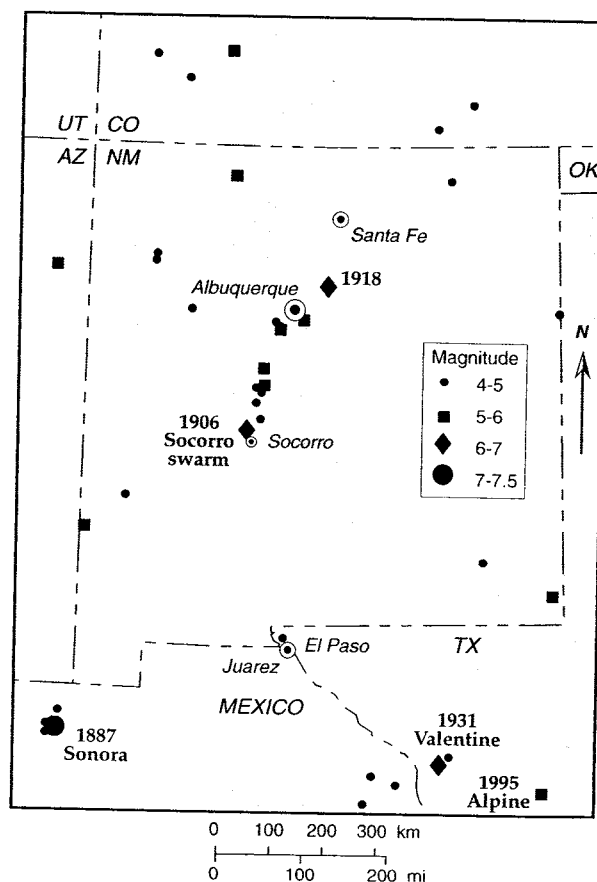 UT CO
AZ NM
OK
Santa Fe
1918
Albuquerque
N
Magnitude
4-5
5-6
6-7
7-7.5
1906
Socorro
swarm
Socorro
El Paso
TX
Juarez
MEXICO
1887
Sonora
1931
Valentine
1995
Alpine
0 100 200 300 km
0 100 200 mi